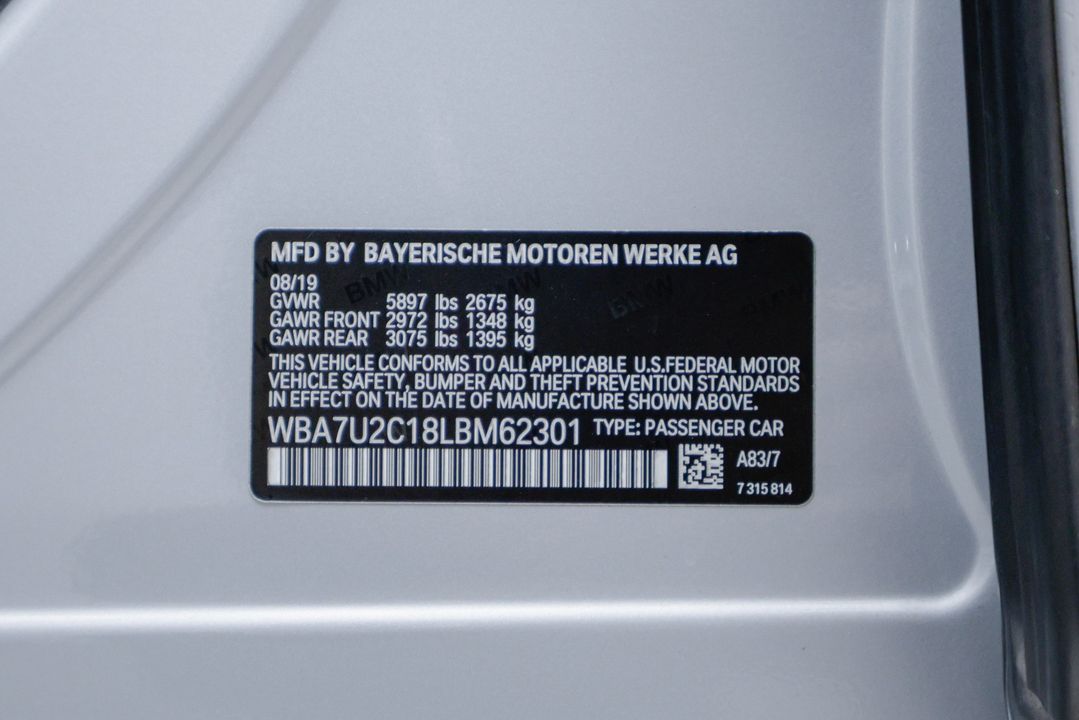 MFD BY BAYERISCHE MOTOREN WERKE AG
08/19
GVWR 5897 lbs 2675 kg
GAWR FRONT 2972 lbs 1348 kg
GAWR REAR 3075 lbs 1395 kg
THIS VEHICLE CONFORMS TO ALL APPLICABLE U.S.FEDERAL MOTOR
VEHICLE SAFETY, BUMPER AND THEFT PREVENTION STANDARDS
IN EFFECT ON THE DATE OF MANUFACTURE SHOWN ABOVE.
WBA7U2C18LBM62301 TYPE: PASSENGER CAR
A83/7
7 315 814
BMW
BMW
BMW